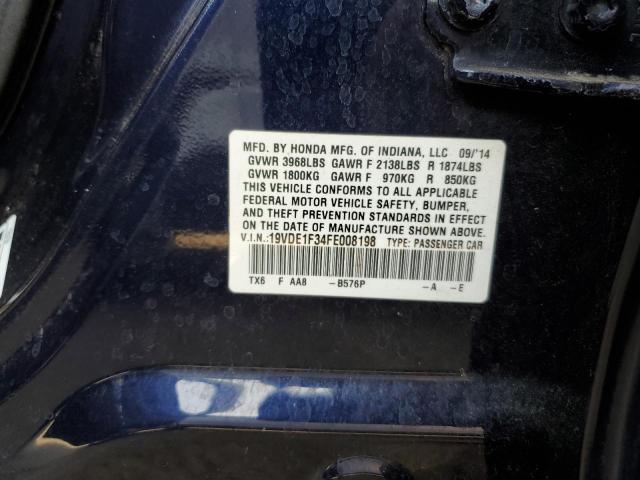 MFD. BY HONDA MFG. OF INDIANA, LLC 09/'14
GVWR 3968LBS GAWR F 2138LBS R 1874LBS
GVWR 1800KG GAWR F 970KG R 850KG
THIS VEHICLE CONFORMS TO ALL APPLICABLE
FEDERAL MOTOR VEHICLE SAFETY, BUMPER,
AND THEFT PREVENTION STANDARDS IN EFFECT
ON THE DATE OF MANUFACTURE SHOWN ABOVE.
V.I.N.:19VDE1F34FE008198 TYPE: PASSENGER CAR
TX6 F AA8 -B576P -A -E